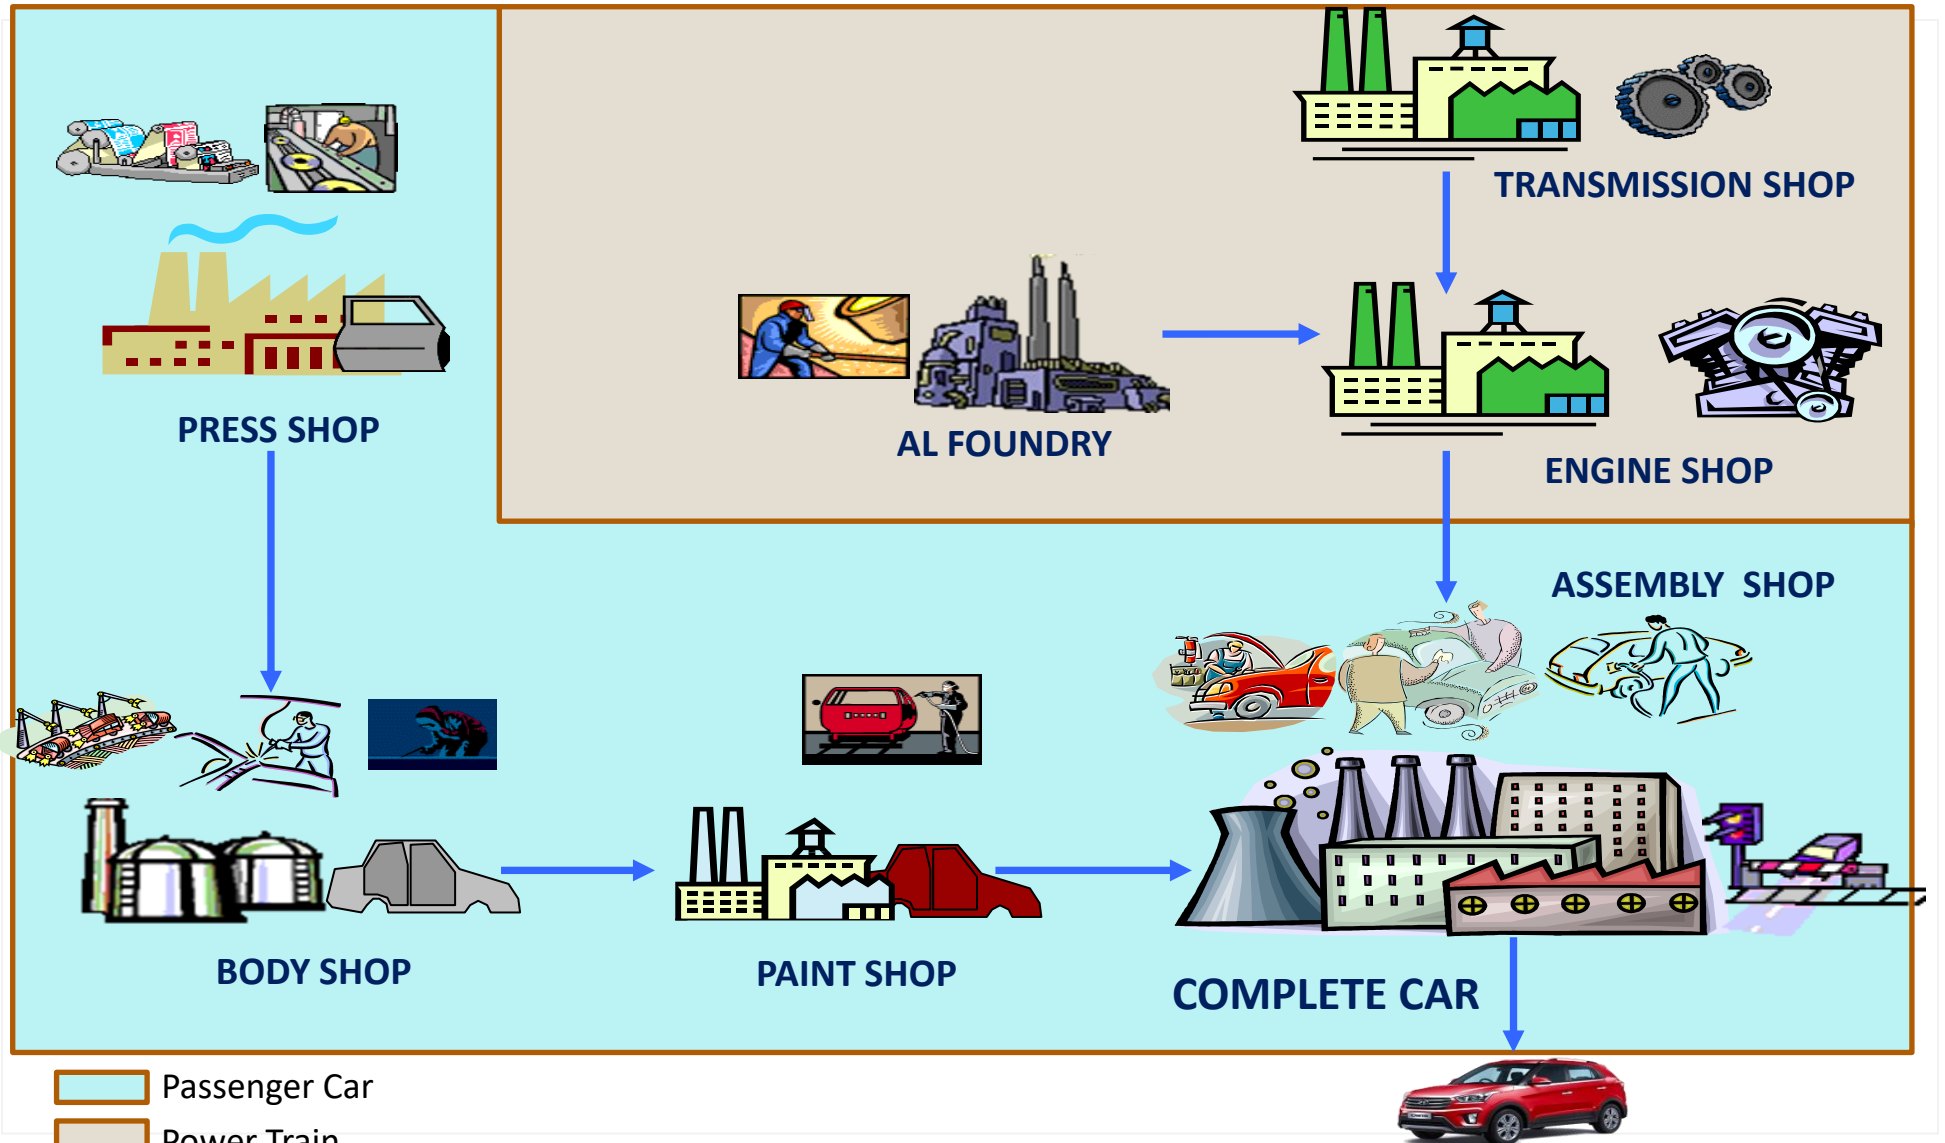 TRANSMISSION SHOP
PRESS SHOP
AL FOUNDRY
ENGINE SHOP
ASSEMBLY  SHOP
BODY SHOP
PAINT SHOP
COMPLETE CAR
Passenger Car
Power Train